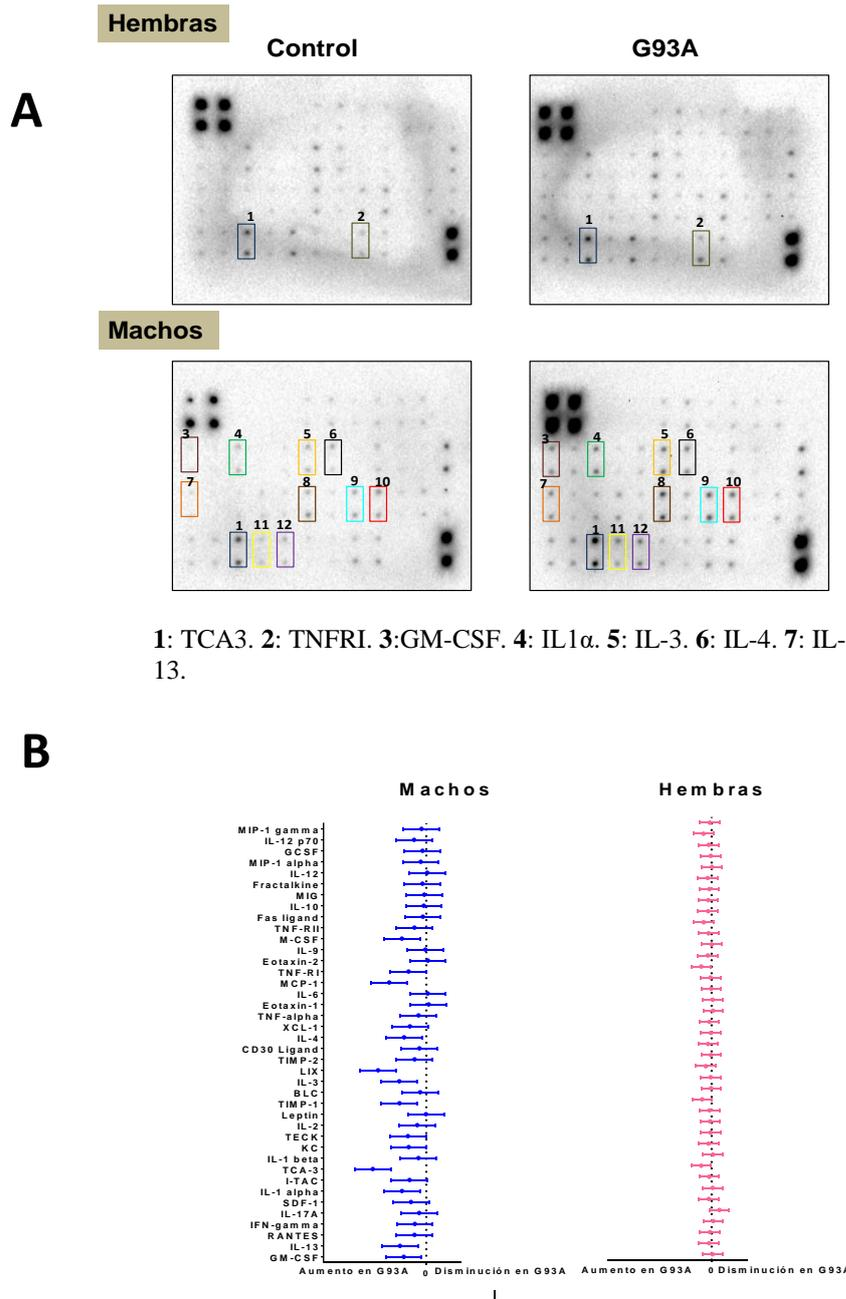 Hembras
Control G93A
A
1 2
1 2
Machos
3 4 5 6
7 8 9 10
1 11 12
3 4 5 6
7 8 9 10
1 11 12
1: TCA3. 2: TNFRI. 3:GM-CSF. 4: IL1α. 5: IL-3. 6: IL-4. 7: IL-
13.
B
Machos Hembras
MIP-1 gamma
IL-12 p70
GCSF
MIP-1 alpha
IL-12
Fractalkine
MIG
IL-10
Fas ligand
TNF-RII
M-CSF
IL-9
Eotaxin-2
TNF-RI
MCP-1
IL-6
Eotaxin-1
TNF-alpha
XCL-1
IL-4
CD30 Ligand
TIMP-2
LIX
IL-3
BLC
TIMP-1
Leptin
IL-2
TECK
KC
IL-1 beta
TCA-3
I-TAC
IL-1 alpha
SDF-1
IL-17A
IFN-gamma
RANTES
IL-13
GM-CSF
Aumento en G93A 0 Disminución en G93A Aumento en G93A 0 Disminución en G93A